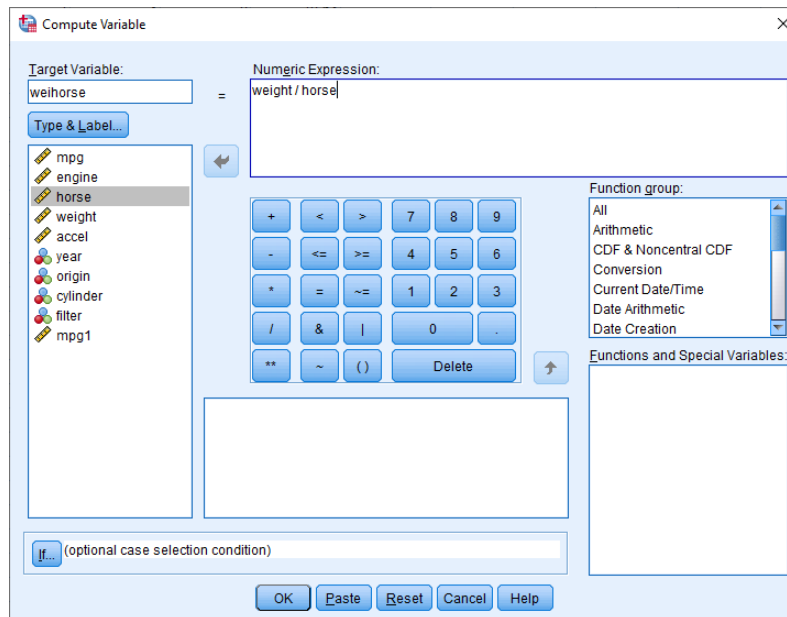 Compute Variable
Target Variable:
weihorse
=
Numeric Expression:
weight / horse
Type & Label...
mpg
engine
horse
weight
accel
year
origin
cylinder
filter
mpg1
+ < > 7 8 9
- <= >= 4 5 6
* = ~= 1 2 3
/ & | 0 .
** ~ ( ) Delete
Function group:
All
Arithmetic
CDF & Noncentral CDF
Conversion
Current Date/Time
Date Arithmetic
Date Creation
Functions and Special Variables:
If... (optional case selection condition)
OK Paste Reset Cancel Help